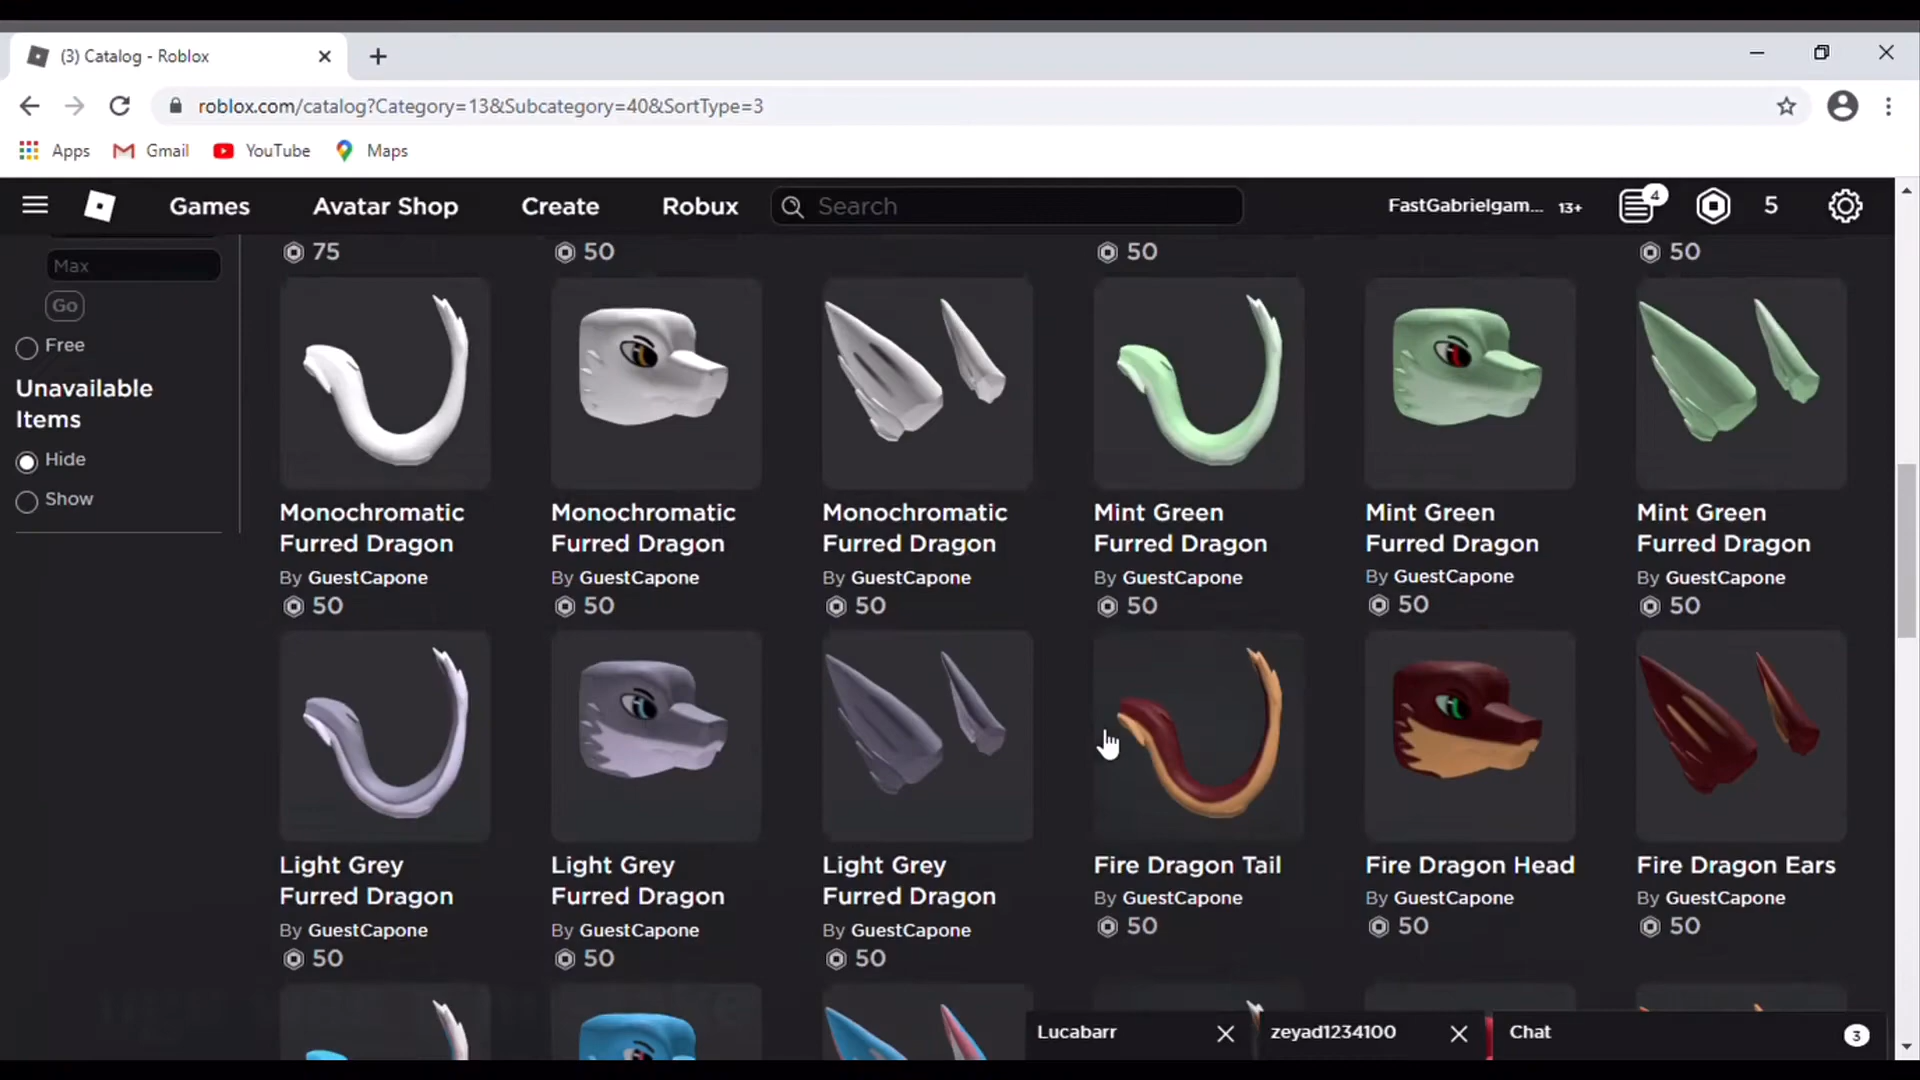 (3) Catalog - Roblox
roblox.com/catalog?Category=13&Subcategory=40&SortType=3
Apps Gmail YouTube Maps
Games Avatar Shop Create Robux Search FastGabrielgam... 13+ 4 5
75 50 50 50
Max
Go
Free
Unavailable
Items
Hide
Show
Monochromatic
Furred Dragon
By GuestCapone
50
Monochromatic
Furred Dragon
By GuestCapone
50
Monochromatic
Furred Dragon
By GuestCapone
50
Mint Green
Furred Dragon
By GuestCapone
50
Mint Green
Furred Dragon
By GuestCapone
50
Mint Green
Furred Dragon
By GuestCapone
50
Light Grey
Furred Dragon
By GuestCapone
50
Light Grey
Furred Dragon
By GuestCapone
50
Light Grey
Furred Dragon
By GuestCapone
50
Fire Dragon Tail
By GuestCapone
50
Fire Dragon Head
By GuestCapone
50
Fire Dragon Ears
By GuestCapone
50
Lucabarr zeyad1234100 Chat 3